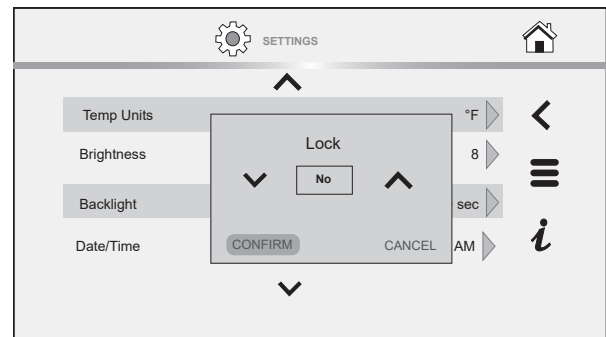 SETTINGS
Temp Units °F
Lock
Brightness 8
No
Backlight sec
CONFIRM CANCEL
Date/Time AM
i